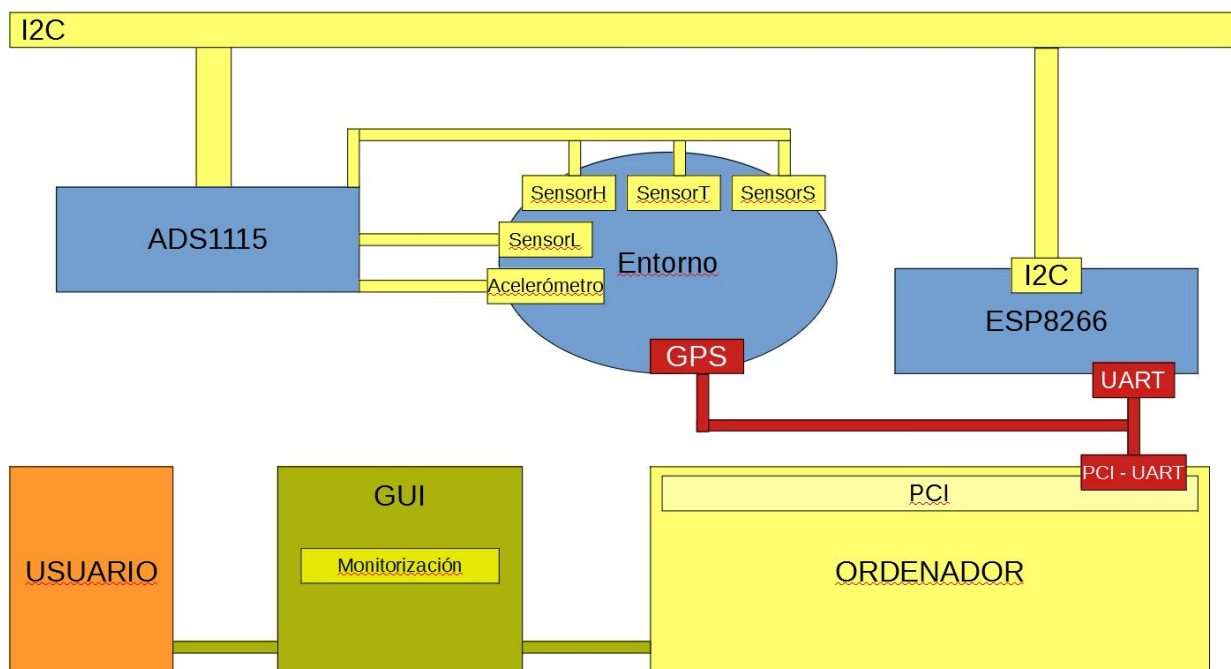 I2C
SensorH
SensorT
SensorS
ADS1115
SensorL
Entorno
Acelerómetro
I2C
ESP8266
GPS
UART
PCI - UART
PCI
GUI
Monitorización
USUARIO
ORDENADOR